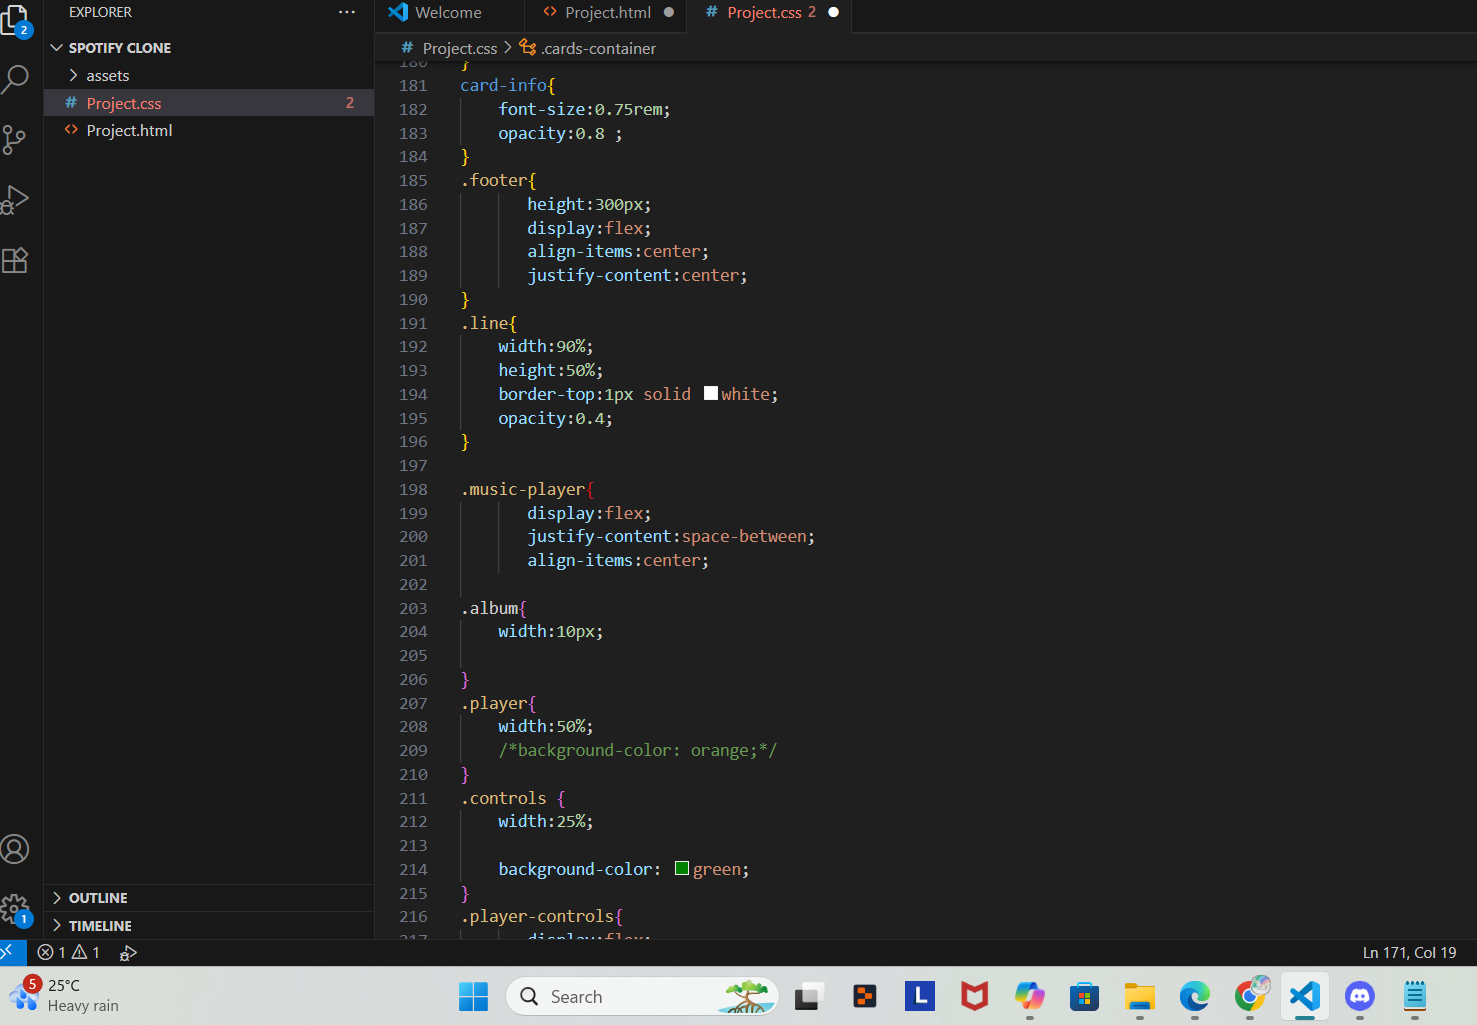 EXPLORER
...
Welcome
Project.html
Project.css 2
2
SPOTIFY CLONE
Project.css > .cards-container
assets
Project.css 2
Project.html
180 }
181 card-info{
182 font-size:0.75rem;
183 opacity:0.8 ;
184 }
185 .footer{
186 height:300px;
187 display:flex;
188 align-items:center;
189 justify-content:center;
190 }
191 .line{
192 width:90%;
193 height:50%;
194 border-top:1px solid white;
195 opacity:0.4;
196 }
197
198 .music-player{
199 display:flex;
200 justify-content:space-between;
201 align-items:center;
202
203 .album{
204 width:10px;
205
206 }
207 .player{
208 width:50%;
209 /*background-color: orange;*/
210 }
211 .controls {
212 width:25%;
213
214 background-color: green;
215 }
216 .player-controls{
217 display:flex;
OUTLINE
1
TIMELINE
1 1
Ln 171, Col 19
5
25°C
Heavy rain
Search
L